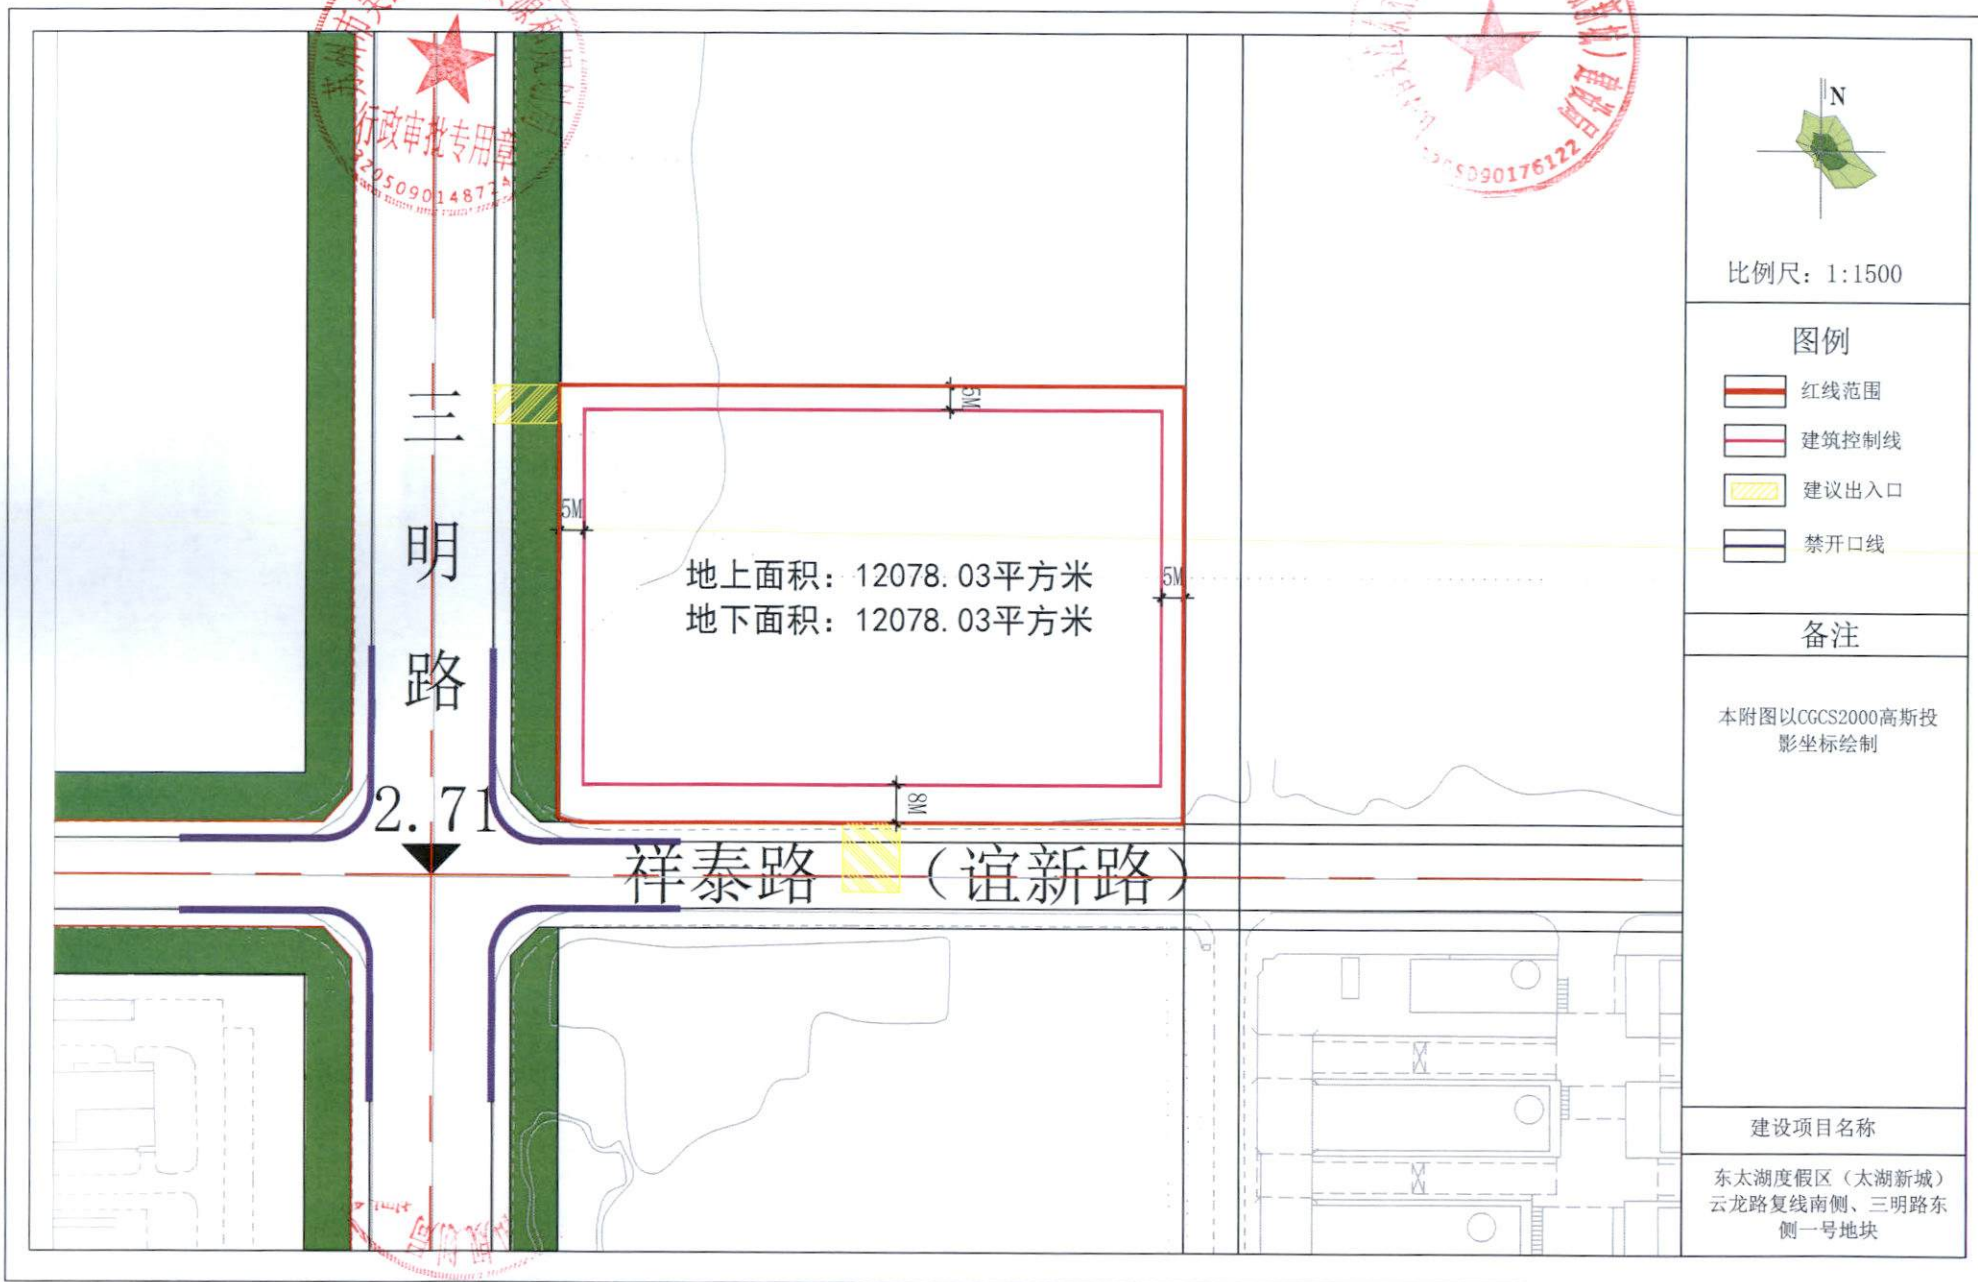 行政审批专用章
5090176122
N
比例尺：1:1500
图例
红线范围
建筑控制线
建议出入口
禁开口线
备注
本附图以CGCS2000高斯投
影坐标绘制
建设项目名称
东太湖度假区（太湖新城）
云龙路复线南侧、三明路东
侧一号地块
三明路
2.71
5M
5M
5M
8M
地上面积：12078.03平方米
地下面积：12078.03平方米
祥泰路（谊新路）